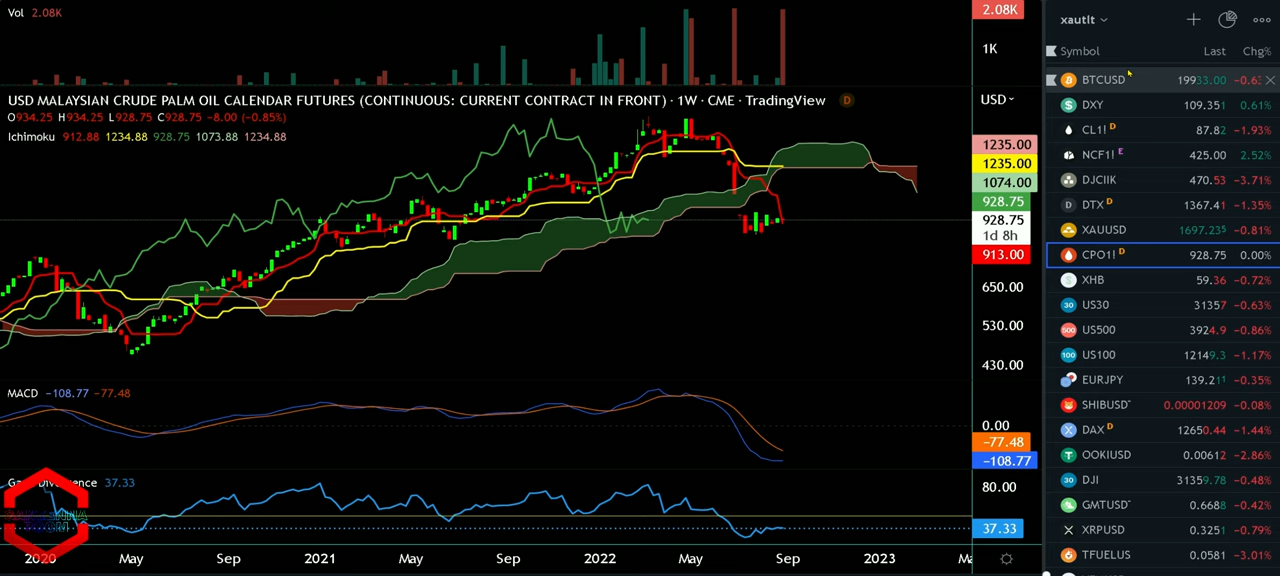 Vol 2.08K
2.08K
1K
USD MALAYSIAN CRUDE PALM OIL CALENDAR FUTURES (CONTINUOUS: CURRENT CONTRACT IN FRONT) · 1W · CME · TradingView D
USD
O934.25 H934.25 L928.75 C928.75 −8.00 (−0.85%)
Ichimoku 912.88 1234.88 928.75 1073.88 1234.88
1235.00
1235.00
1074.00
928.75
928.75
1d 8h
913.00
650.00
530.00
430.00
MACD −108.77 −77.48
0.00
−77.48
−108.77
37.33
80.00
37.33
2020 May Sep 2021 May Sep 2022 May Sep 2023
xautlt
Symbol Last Chg%
BTCUSD 19933.00
DXY 109.351 0.61%
CL1! D 87.82 −1.93%
NCF1! E 425.00 2.52%
DJCIIK 470.53 −3.71%
DTX D 1367.41 −1.35%
XAUUSD 1697.235 −0.81%
CPO1! D 928.75 0.00%
XHB 59.36 −0.72%
30 US30 31357 −0.63%
500 US500 3924.9 −0.86%
100 US100 12149.3 −1.17%
EURJPY 139.211 −0.35%
SHIBUSD 0.00001209 −0.08%
DAX D 12650.44 −1.44%
OOKIUSD 0.00612 −2.86%
30 DJI 31359.78 −0.48%
GMTUSD 0.6688 −0.42%
XRPUSD 0.3251 −0.79%
TFUELUS 0.0581 −3.01%